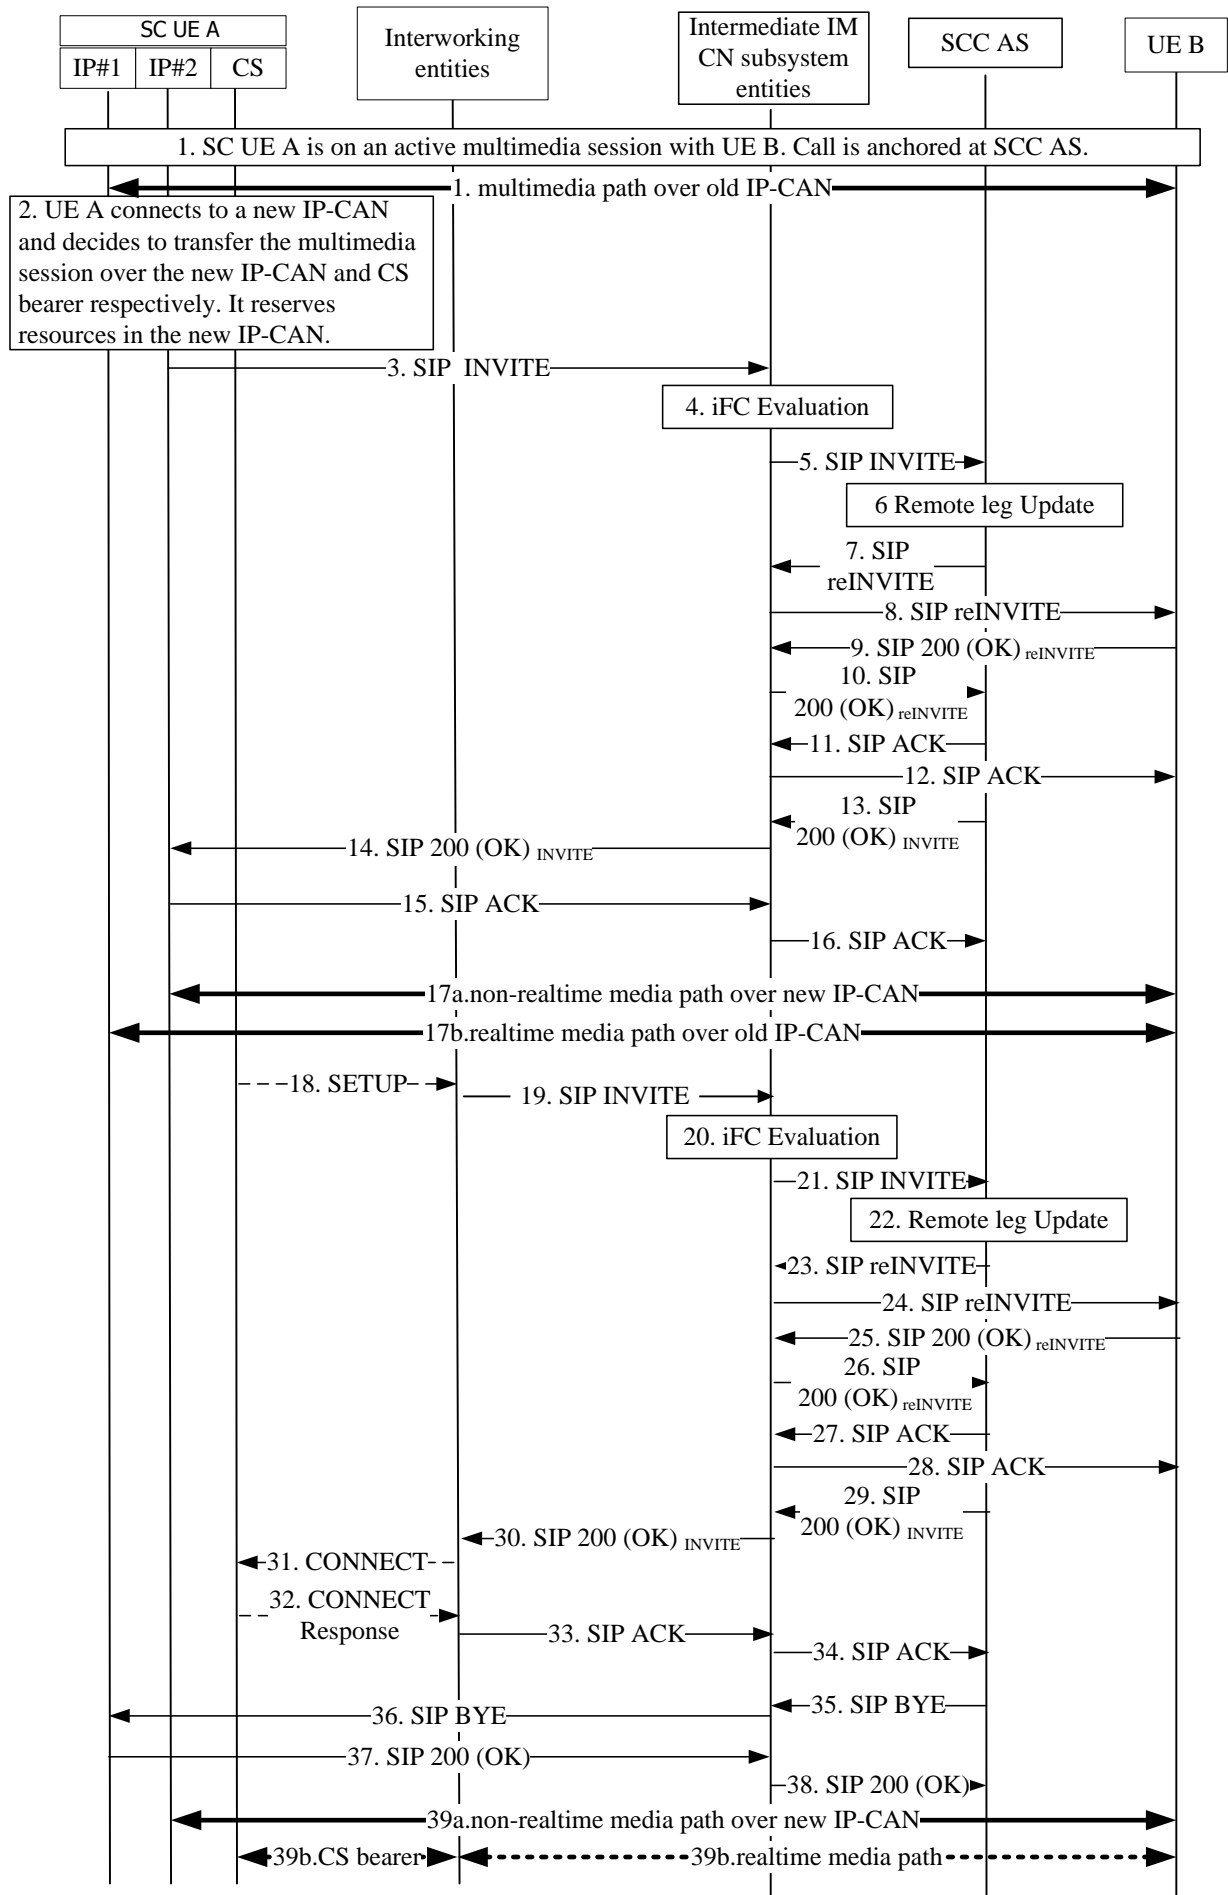 SC UE A
IP#1
IP#2
CS
Interworking
entities
Intermediate IM
CN subsystem
entities
SCC AS
UE B
1. SC UE A is on an active multimedia session with UE B. Call is anchored at SCC AS.
1. multimedia path over old IP-CAN
2. UE A connects to a new IP-CAN
and decides to transfer the multimedia
session over the new IP-CAN and CS
bearer respectively. It reserves
resources in the new IP-CAN.
3. SIP INVITE
4. iFC Evaluation
5. SIP INVITE
6 Remote leg Update
7. SIP
reINVITE
8. SIP reINVITE
9. SIP 200 (OK) reINVITE
10. SIP
200 (OK) reINVITE
11. SIP ACK
12. SIP ACK
13. SIP
200 (OK) INVITE
14. SIP 200 (OK) INVITE
15. SIP ACK
16. SIP ACK
17a.non-realtime media path over new IP-CAN
17b.realtime media path over old IP-CAN
18. SETUP
19. SIP INVITE
20. iFC Evaluation
21. SIP INVITE
22. Remote leg Update
23. SIP reINVITE
24. SIP reINVITE
25. SIP 200 (OK) reINVITE
26. SIP
200 (OK) reINVITE
27. SIP ACK
28. SIP ACK
29. SIP
200 (OK) INVITE
30. SIP 200 (OK) INVITE
31. CONNECT
32. CONNECT
Response
33. SIP ACK
34. SIP ACK
35. SIP BYE
36. SIP BYE
37. SIP 200 (OK)
38. SIP 200 (OK)
39a.non-realtime media path over new IP-CAN
39b.CS bearer
39b.realtime media path